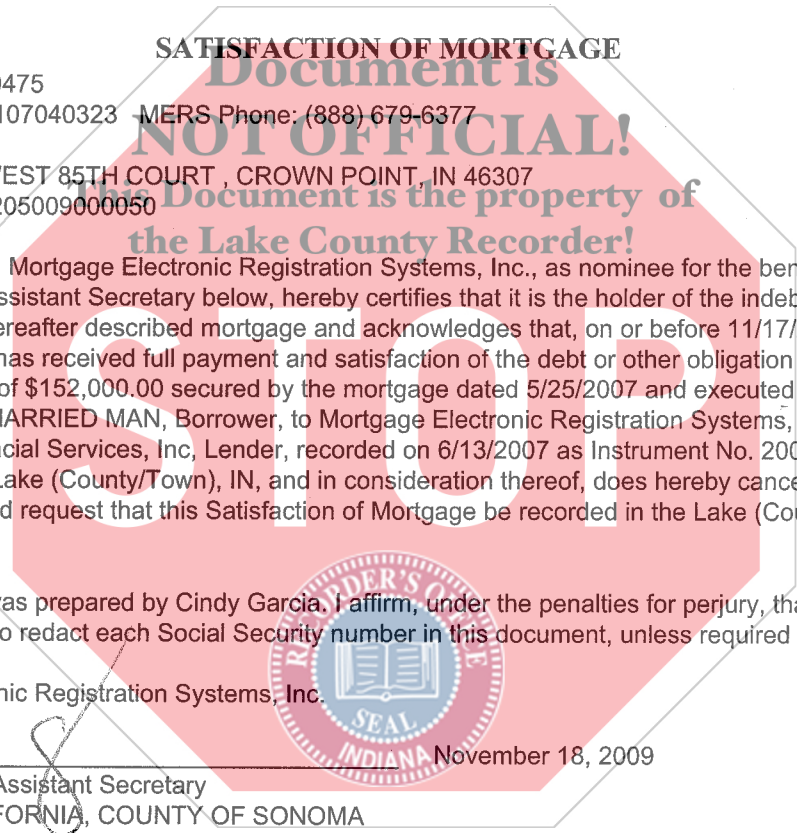 SATISFACTION OF MORTGAGE
Document is
0475
107040323 MERS Phone: (888) 679-6377
NOT OFFICIAL!
WEST 85TH COURT , CROWN POINT, IN 46307
This Document is the property of
205009000050
the Lake County Recorder!
Mortgage Electronic Registration Systems, Inc., as nominee for the ben
ssistant Secretary below, hereby certifies that it is the holder of the indeb
ereafter described mortgage and acknowledges that, on or before 11/17/
has received full payment and satisfaction of the debt or other obligation
of $152,000.00 secured by the mortgage dated 5/25/2007 and executed
MARRIED MAN, Borrower, to Mortgage Electronic Registration Systems,
cial Services, Inc, Lender, recorded on 6/13/2007 as Instrument No. 200
Lake (County/Town), IN, and in consideration thereof, does hereby cance
d request that this Satisfaction of Mortgage be recorded in the Lake (Cou
STOP
was prepared by Cindy Garcia. I affirm, under the penalties for perjury, tha
o redact each Social Security number in this document, unless required
RECORDER'S OFFICE
SEAL
INDIANA
nic Registration Systems, Inc.
November 18, 2009
Assistant Secretary
FORNIA, COUNTY OF SONOMA